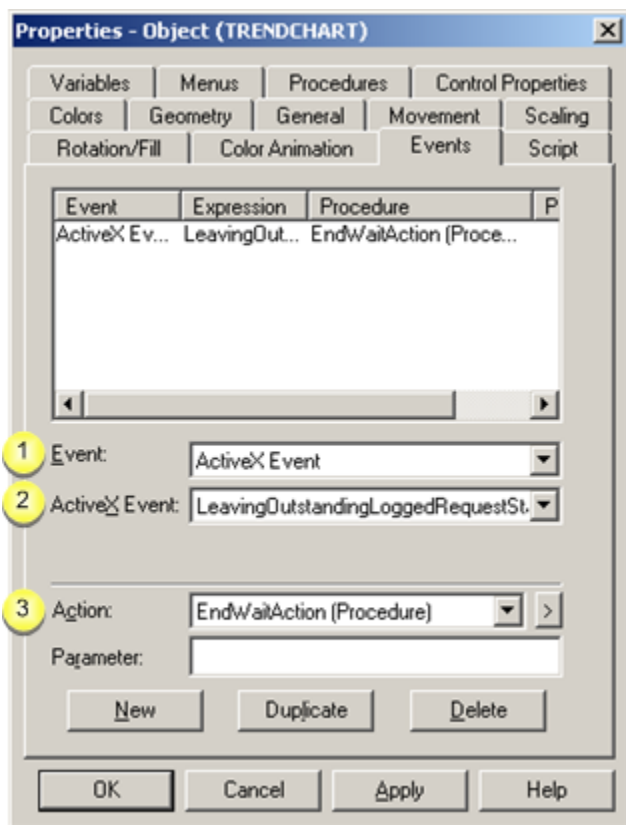 Properties - Object (TRENDCHART)
Variables Menus Procedures Control Properties
Colors Geometry General Movement Scaling
Rotation/Fill Color Animation Events Script
Event Expression Procedure P
ActiveX Ev... LeavingOut... EndWaitAction (Proce...
1 Event: ActiveX Event
2 ActiveX Event: LeavingOutstandingLoggedRequestSt
3 Action: EndWaitAction (Procedure) >
Parameter:
New Duplicate Delete
OK Cancel Apply Help